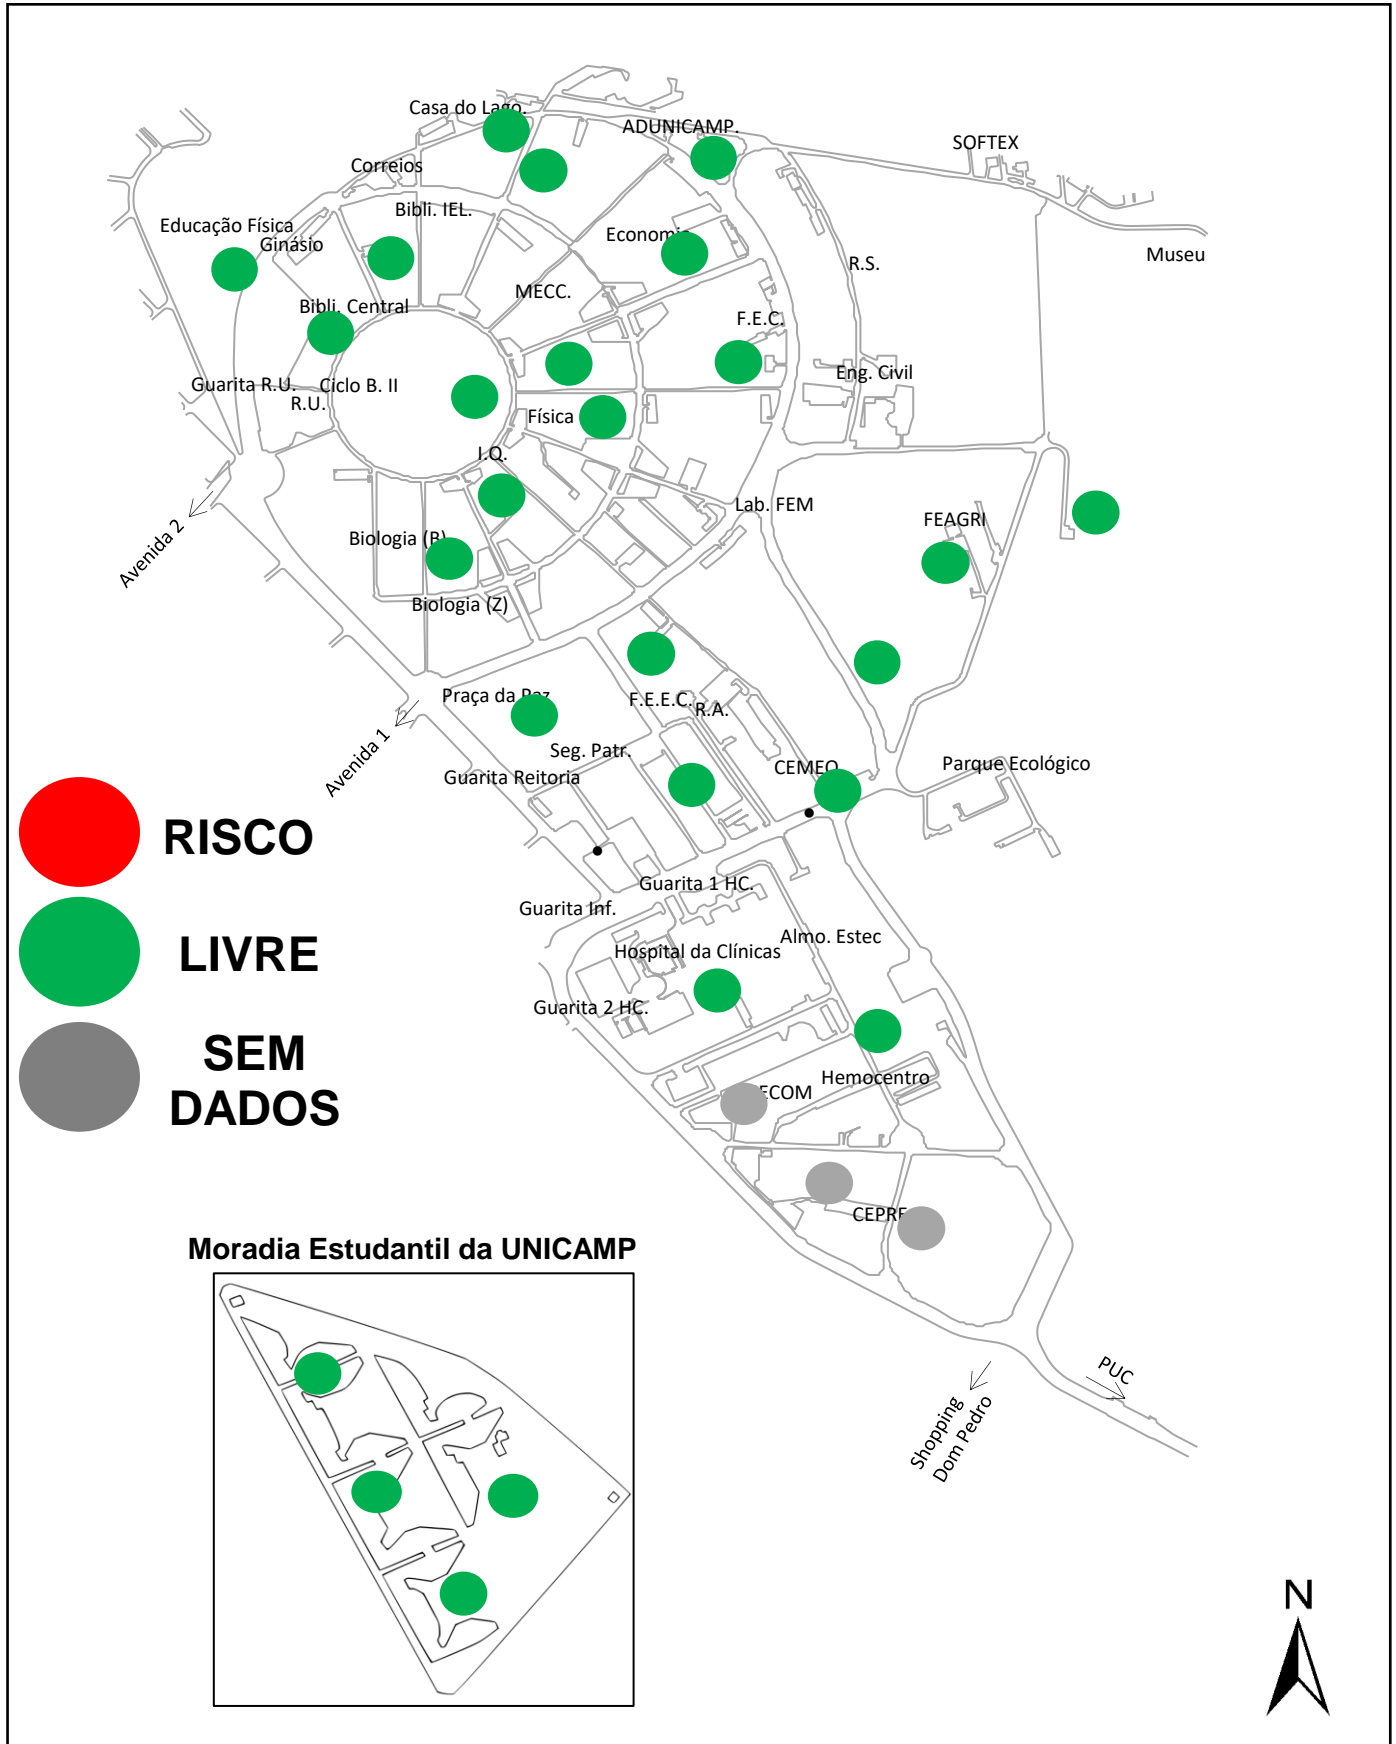 Casa do Lago.
ADUNICAMP.
SOFTEX
Correios
Bibli. IEL.
Educação Física
Ginásio
Economia
Museu
R.S.
MECC.
Bibli. Central
F.E.C.
Eng. Civil
Guarita R.U.
Ciclo B. II
R.U.
Física
I.Q.
Lab. FEM
FEAGRI
Avenida 2
Biologia (B)
Biologia (Z)
Praça da Paz
F.E.E.C.
R.A.
Avenida 1
Seg. Patr.
Guarita Reitoria
CEMEQ
Parque Ecológico
RISCO
Guarita 1 HC.
Guarita Inf.
LIVRE
Almo. Estec
Hospital da Clínicas
Guarita 2 HC.
SEM
DADOS
Hemocentro
ECOM
CEPRE
Moradia Estudantil da UNICAMP
PUC
Shopping
Dom Pedro
N